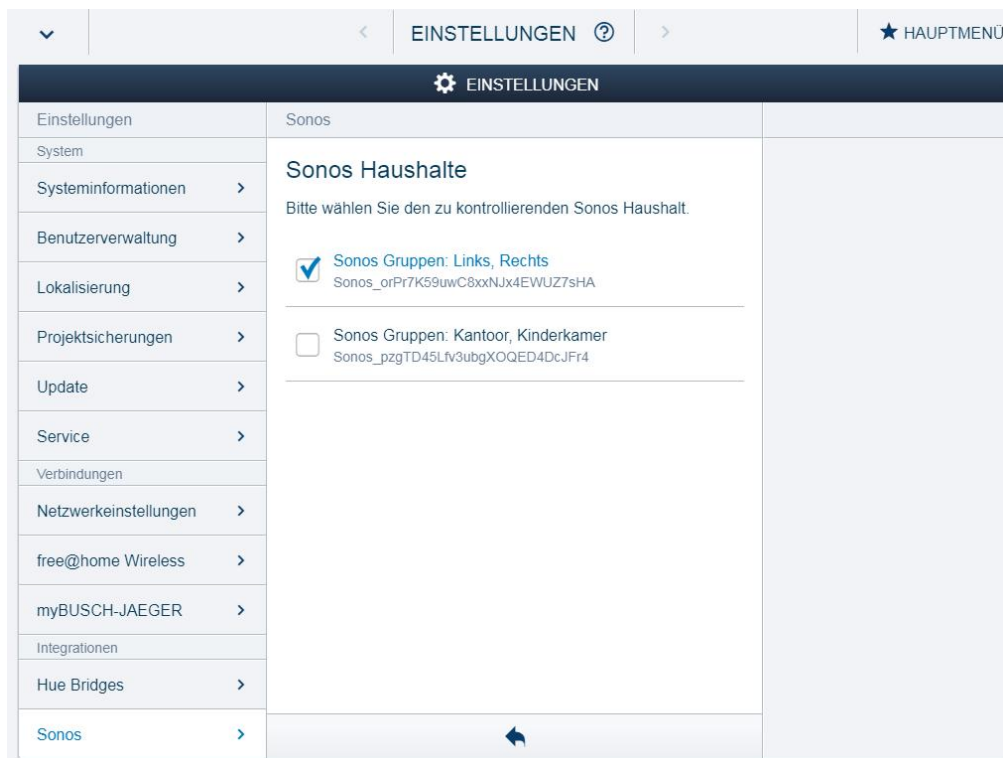 EINSTELLUNGEN
HAUPTMENÜ
EINSTELLUNGEN
Einstellungen
System
Systeminformationen
Benutzerverwaltung
Lokalisierung
Projektsicherungen
Update
Service
Verbindungen
Netzwerkeinstellungen
free@home Wireless
myBUSCH-JAEGER
Integrationen
Hue Bridges
Sonos
Sonos
Sonos Haushalte
Bitte wählen Sie den zu kontrollierenden Sonos Haushalt.
Sonos Gruppen: Links, Rechts
Sonos_orPr7K59uwC8xxNJx4EWUZ7sHA
Sonos Gruppen: Kantoor, Kinderkamer
Sonos_pzgTD45Lfv3ubgXOQED4DcJFr4